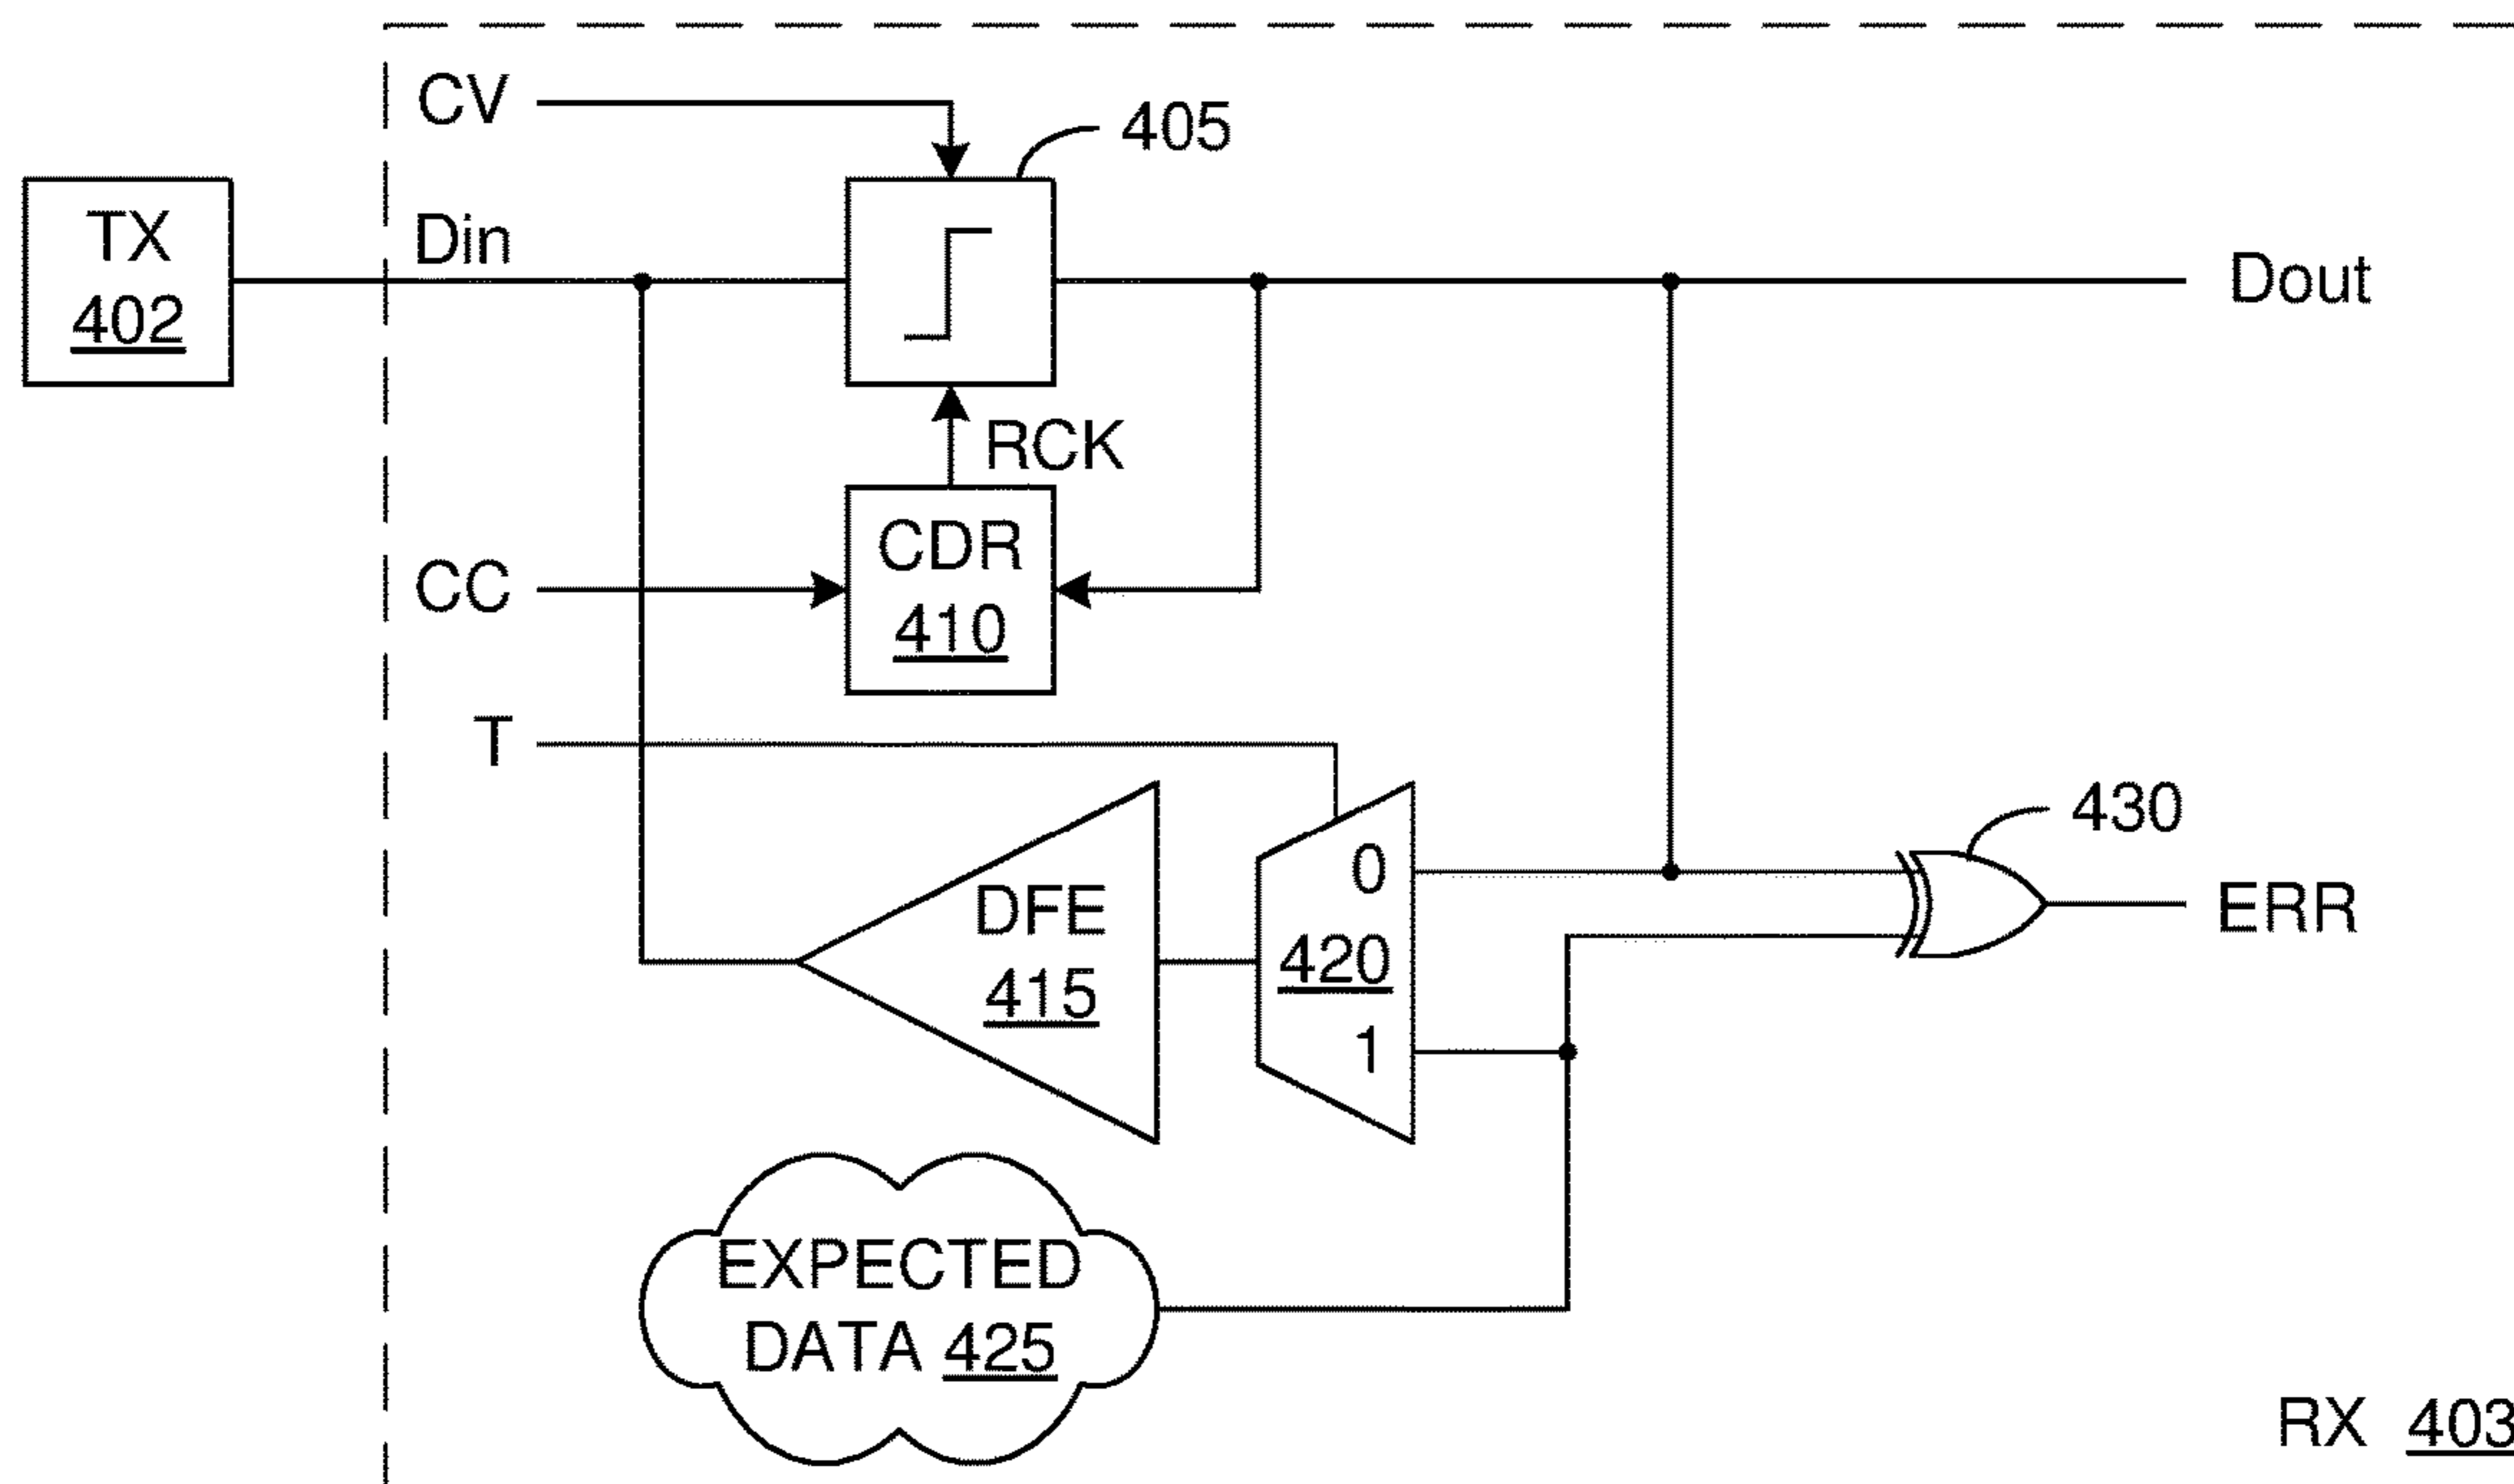 CV
405
TX
402
Din
Dout
RCK
CDR
410
CC
T
430
0
DFE
415
420
ERR
1
EXPECTED
DATA 425
RX 403